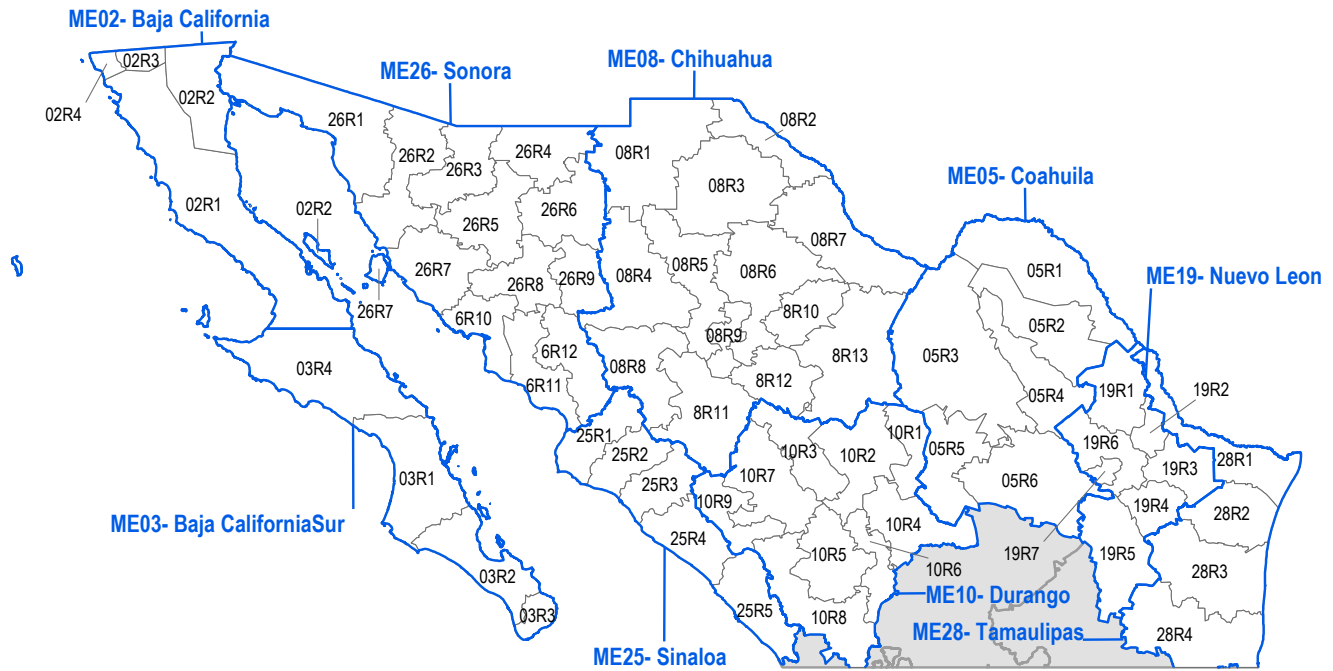 ME02- Baja California
02R3
ME26- Sonora
ME08- Chihuahua
02R4
02R2
26R1
08R2
26R2
26R3
26R4
08R1
ME05- Coahuila
08R3
02R1
02R2
26R5
26R6
08R7
26R7
08R4
08R5
08R6
05R1
ME19- Nuevo Leon
26R8
26R9
26R7
6R10
8R10
05R2
08R9
6R12
08R8
8R13
05R3
03R4
6R11
8R12
05R4
19R1
19R2
8R11
25R1
10R1
25R2
10R3
10R2
05R5
19R6
28R1
03R1
25R3
10R7
05R6
19R3
10R9
19R4
ME03- Baja CaliforniaSur
25R4
10R4
28R2
10R5
19R7
19R5
03R2
10R6
28R3
03R3
25R5
10R8
ME10- Durango
ME28- Tamaulipas
28R4
ME25- Sinaloa